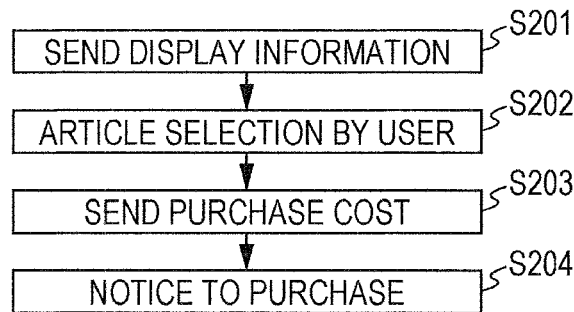 S201
SEND DISPLAY INFORMATION
S202
ARTICLE SELECTION BY USER
S203
SEND PURCHASE COST
S204
NOTICE TO PURCHASE